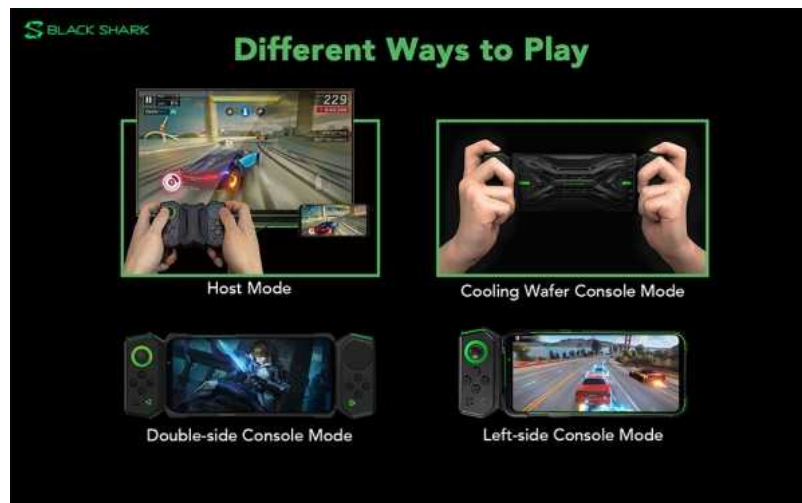 BLACK SHARK
Different Ways to Play
229
Host Mode
Cooling Wafer Console Mode
Double-side Console Mode
Left-side Console Mode